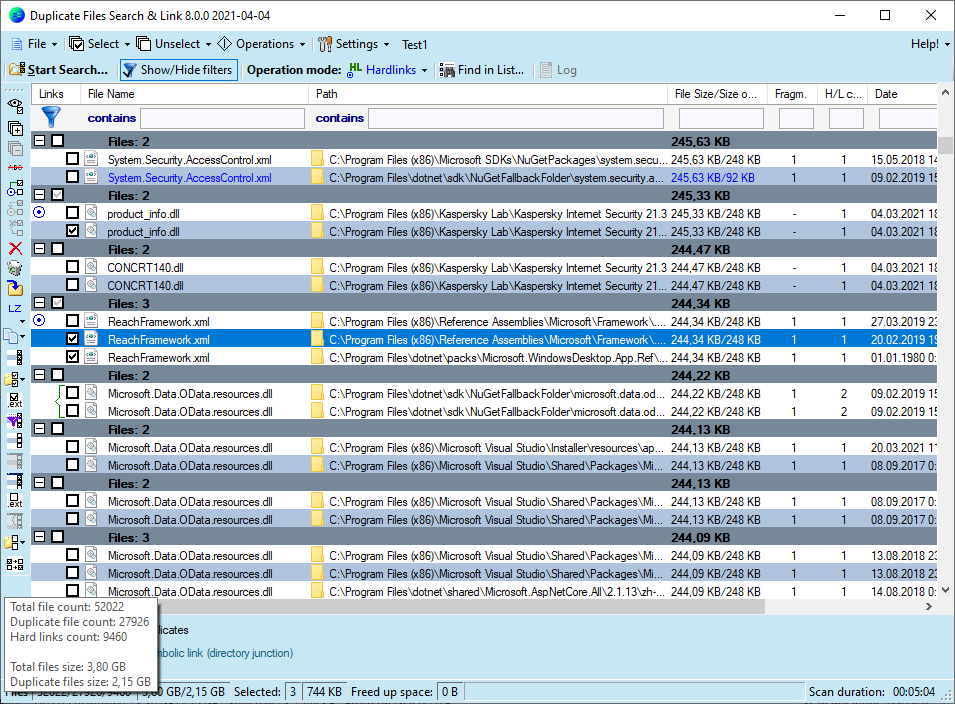 Duplicate Files Search & Link 8.0.0 2021-04-04
File Select Unselect Operations Settings Test1 Help!
Start Search... Show/Hide filters Operation mode: HL Hardlinks Find in List... Log
Links File Name Path File Size/Size o... Fragm. H/L c... Date
contains contains
Files: 2 245,63 KB
System.Security.AccessControl.xml C:\Program Files (x86)\Microsoft SDKs\NuGetPackages\system.secu... 245,63 KB/248 KB 1 1 15.05.2018 14
System.Security.AccessControl.xml C:\Program Files\dotnet\sdk\NuGetFallbackFolder\system.security.a... 245,63 KB/92 KB 1 1 09.02.2019 15
Files: 2 245,33 KB
product_info.dll C:\Program Files (x86)\Kaspersky Lab\Kaspersky Internet Security 21.3 245,33 KB/248 KB - 1 04.03.2021 18
product_info.dll C:\Program Files (x86)\Kaspersky Lab\Kaspersky Internet Security 21... 245,33 KB/248 KB - 1 04.03.2021 18
Files: 2 244,47 KB
CONCRT140.dll C:\Program Files (x86)\Kaspersky Lab\Kaspersky Internet Security 21.3 244,47 KB/248 KB - 1 04.03.2021 18
CONCRT140.dll C:\Program Files (x86)\Kaspersky Lab\Kaspersky Internet Security 21... 244,47 KB/248 KB - 1 04.03.2021 18
Files: 3 244,34 KB
ReachFramework.xml C:\Program Files (x86)\Reference Assemblies\Microsoft\Framework\.... 244,34 KB/248 KB 1 1 27.03.2019 23
ReachFramework.xml C:\Program Files (x86)\Reference Assemblies\Microsoft\Framework\.... 244,34 KB/248 KB 1 1 20.02.2019 19
ReachFramework.xml C:\Program Files\dotnet\packs\Microsoft.WindowsDesktop.App.Ref\... 244,34 KB/248 KB 1 1 01.01.1980 0:
Files: 2 244,22 KB
Microsoft.Data.OData.resources.dll C:\Program Files\dotnet\sdk\NuGetFallbackFolder\microsoft.data.od... 244,22 KB/248 KB 1 2 09.02.2019 15
Microsoft.Data.OData.resources.dll C:\Program Files\dotnet\sdk\NuGetFallbackFolder\microsoft.data.od... 244,22 KB/248 KB 1 2 09.02.2019 15
Files: 2 244,13 KB
Microsoft.Data.OData.resources.dll C:\Program Files (x86)\Microsoft Visual Studio\Installer\resources\ap... 244,13 KB/248 KB 1 1 20.03.2021 11
Microsoft.Data.OData.resources.dll C:\Program Files (x86)\Microsoft Visual Studio\Shared\Packages\Mi... 244,13 KB/248 KB 1 1 08.09.2017 0:
Files: 2 244,13 KB
Microsoft.Data.OData.resources.dll C:\Program Files (x86)\Microsoft Visual Studio\Shared\Packages\Mi... 244,13 KB/248 KB 1 1 08.09.2017 0:
Microsoft.Data.OData.resources.dll C:\Program Files (x86)\Microsoft Visual Studio\Shared\Packages\Mi... 244,13 KB/248 KB 1 1 08.09.2017 0:
Files: 3 244,09 KB
Microsoft.Data.OData.resources.dll C:\Program Files (x86)\Microsoft Visual Studio\Shared\Packages\Mi... 244,09 KB/248 KB 1 1 13.08.2018 23
Microsoft.Data.OData.resources.dll C:\Program Files (x86)\Microsoft Visual Studio\Shared\Packages\Mi... 244,09 KB/248 KB 1 1 13.08.2018 23
Microsoft.Data.OData.resources.dll C:\Program Files\dotnet\shared\Microsoft.AspNetCore.All\2.1.13\zh-... 244,09 KB/248 KB 1 1 14.08.2018 0:
ABC
LZ
.ext
.ext
Total file count: 52022
Duplicate file count: 27926
Hard links count: 9460
Total files size: 3,80 GB
Duplicate files size: 2,15 GB
licates
mbolic link (directory junction)
Files 52022/27926/9460 3,80 GB/2,15 GB Selected: 3 744 KB Freed up space: 0 B Scan duration: 00:05:04